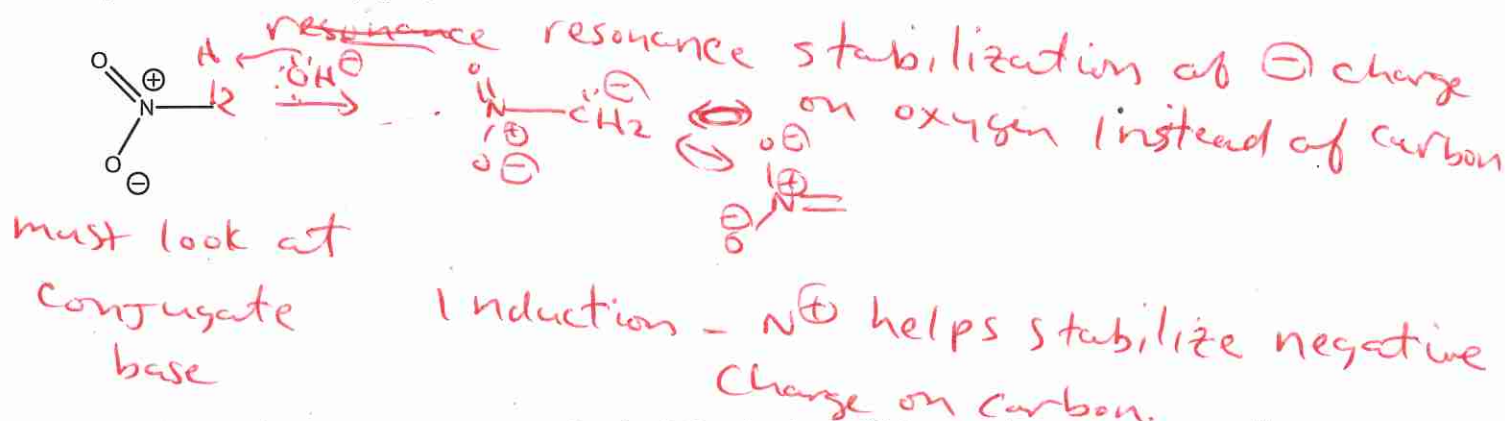 resonance resonance stabilization of ⊖ charge
on oxygen instead of carbon
O H :ÖH ⊖ O ⊖
N ⊕ N CH2 ⊖ O ⊖
O ⊖ ⊕ N ⊕
O ⊖ ⊖ O
must look at
conjugate
base
Induction - N⊕ helps stabilize negative
charge on carbon.